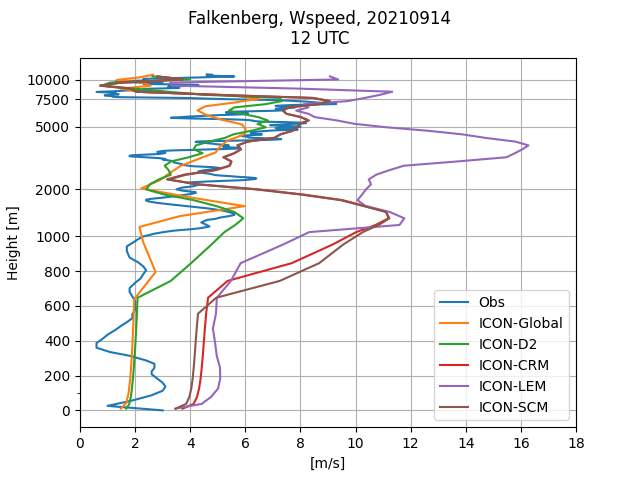 Falkenberg, Wspeed, 20210914
12 UTC
Height [m]
10000
7500
5000
2000
1000
800
600
400
200
0
Obs
ICON-Global
ICON-D2
ICON-CRM
ICON-LEM
ICON-SCM
0 2 4 6 8 10 12 14 16 18
[m/s]